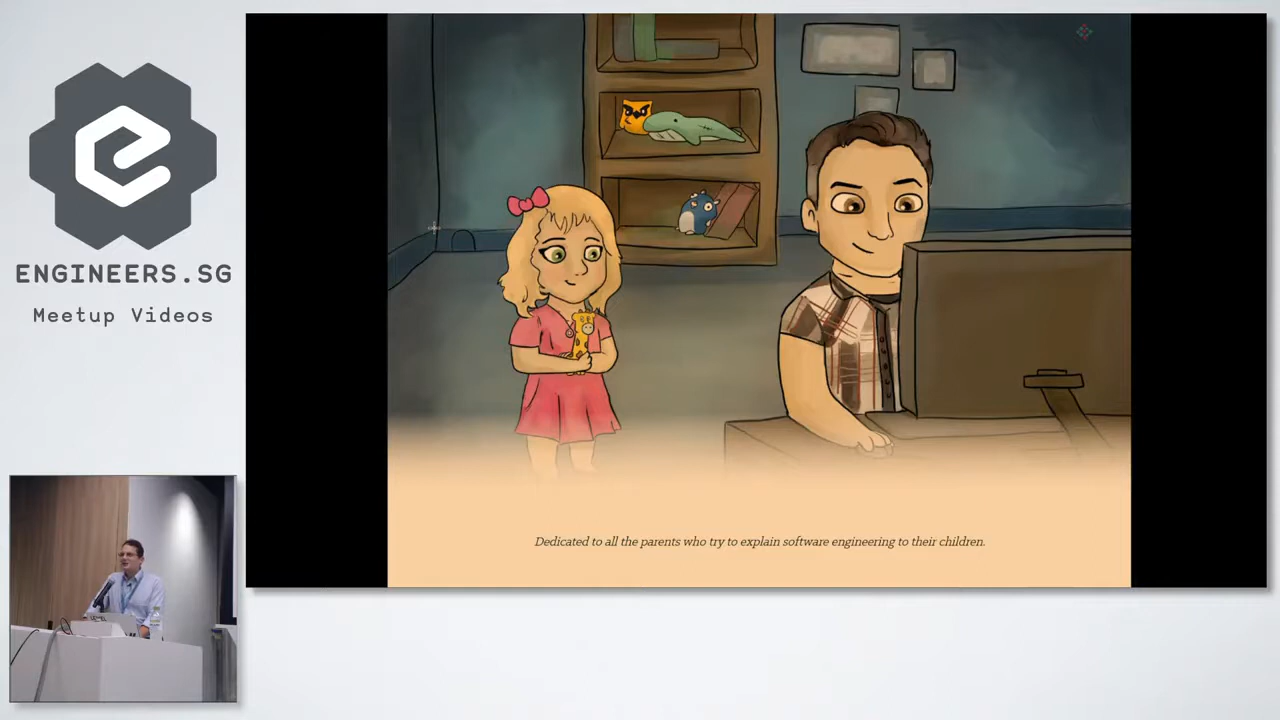 ENGINEERS.SG
Meetup Videos
Dedicated to all the parents who try to explain software engineering to their children.